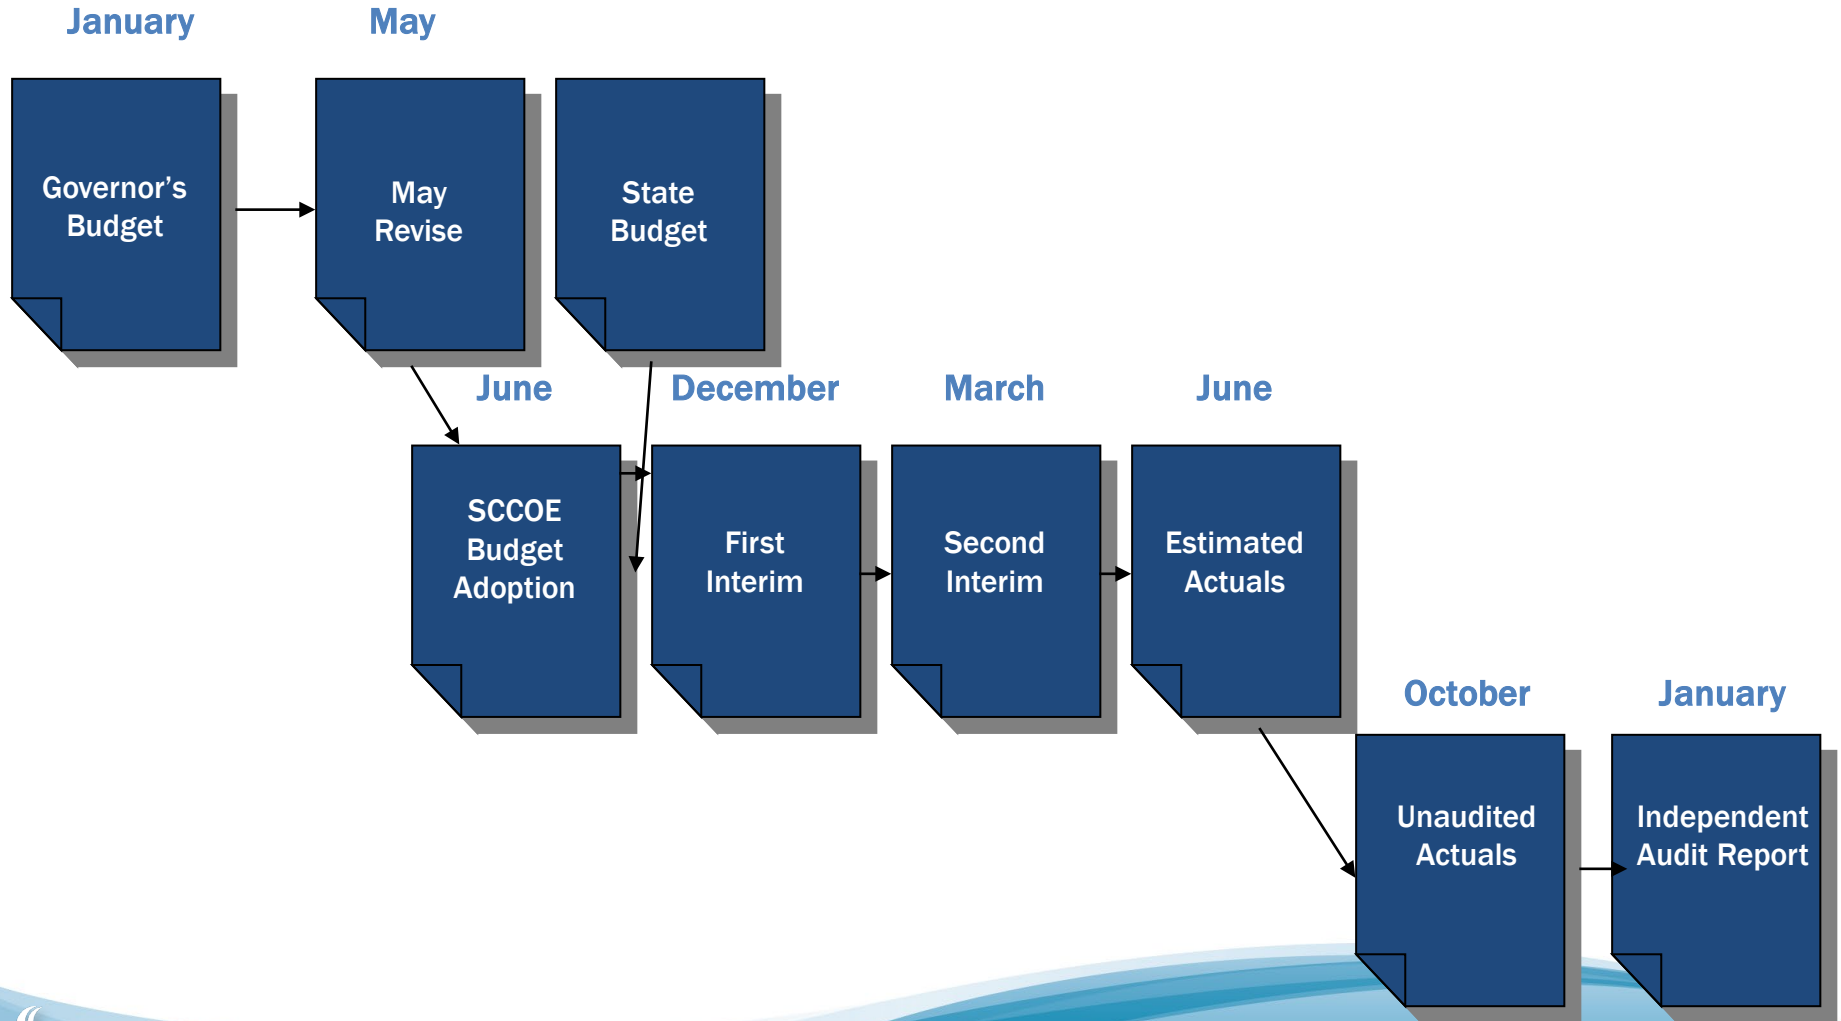 January
May
Governor’s
Budget
May
Revise
State
Budget
June
December
March
June
SCCOE
Budget
Adoption
First
Interim
Second
Interim
Estimated
Actuals
October
January
Unaudited
Actuals
Independent
Audit Report